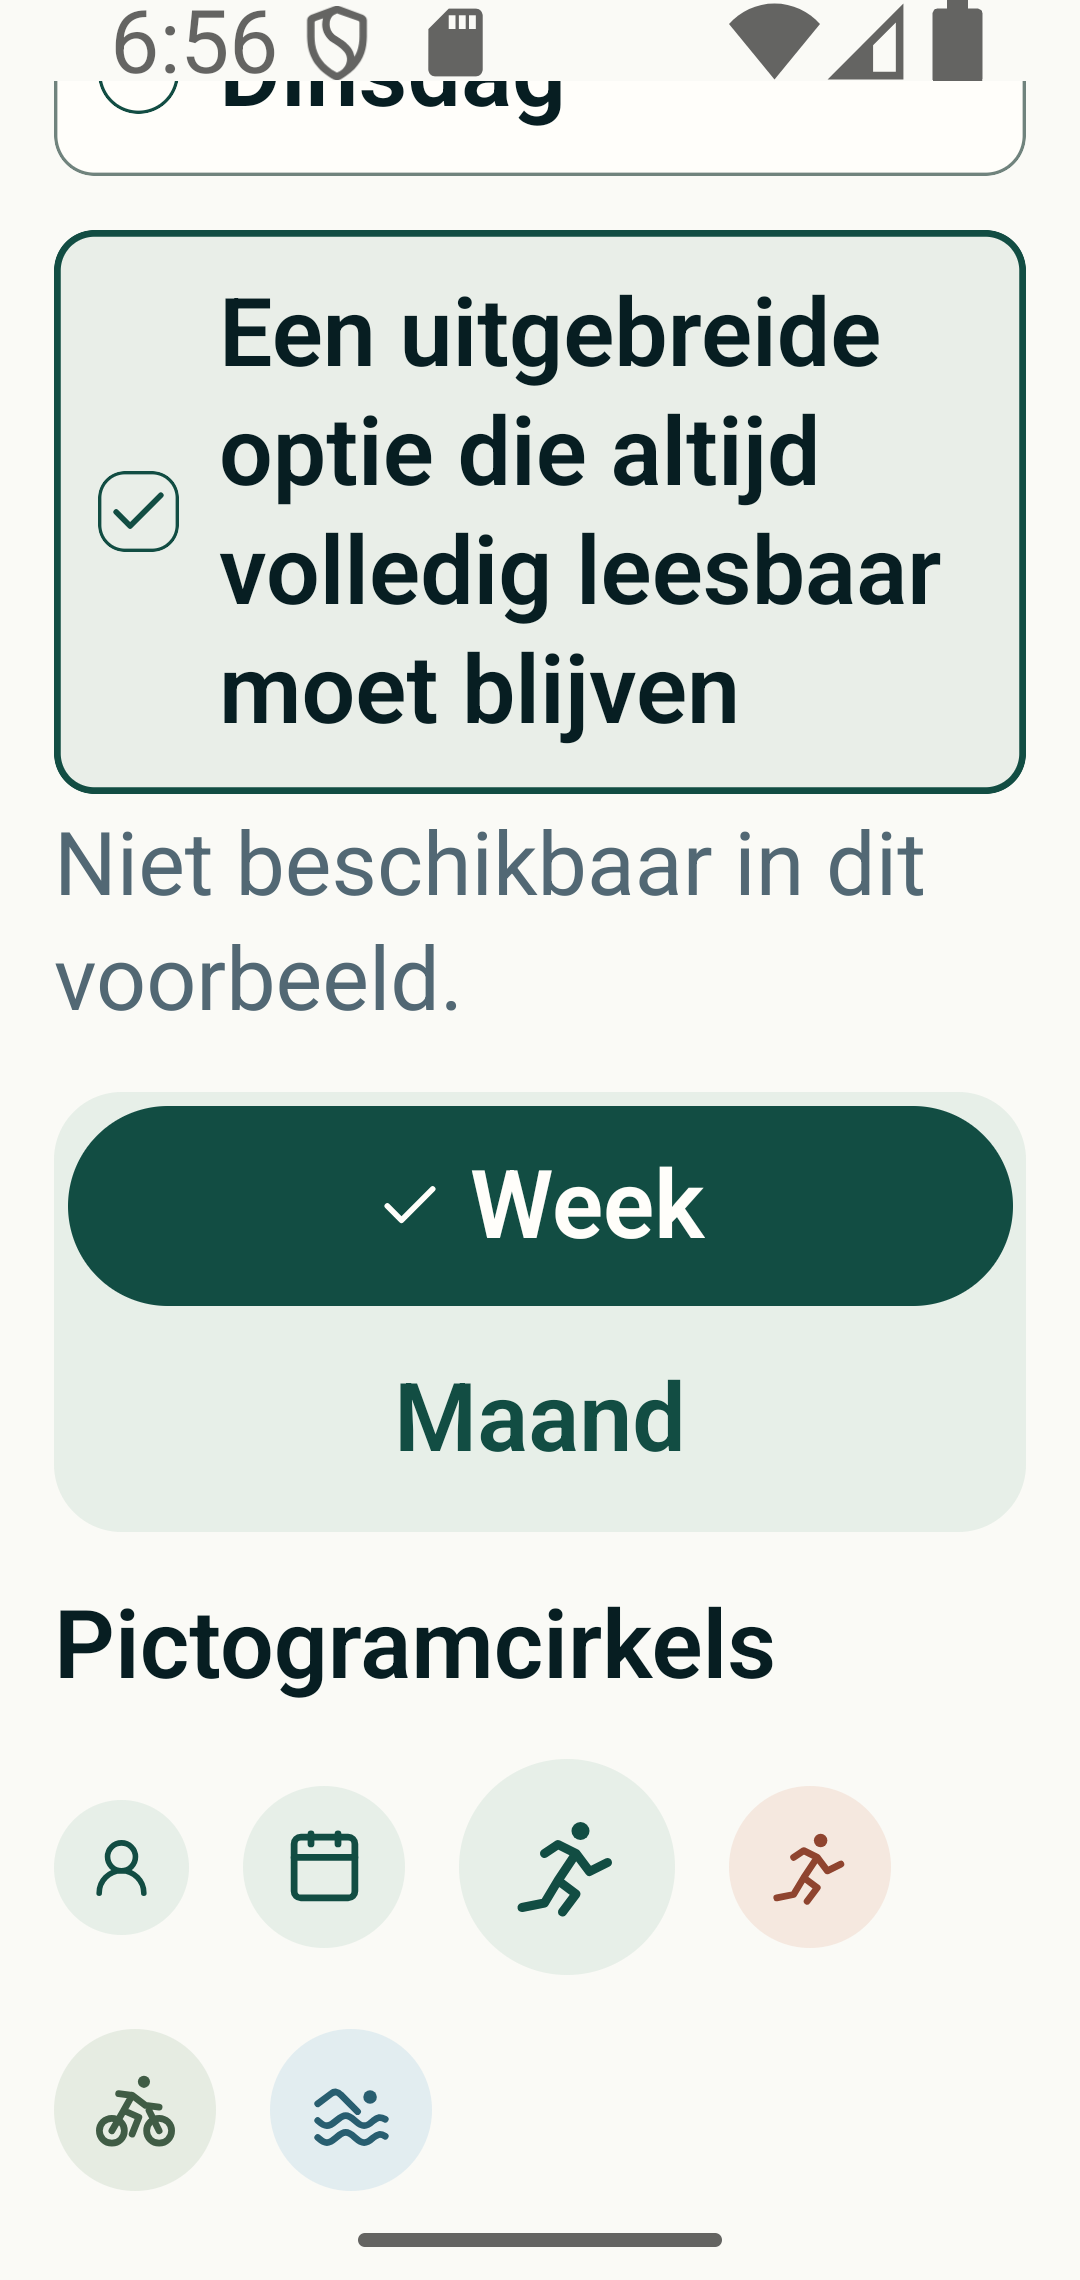 6:56
Dinsdag
Een uitgebreide
optie die altijd
volledig leesbaar
moet blijven
Niet beschikbaar in dit
voorbeeld.
Week
Maand
Pictogramcirkels